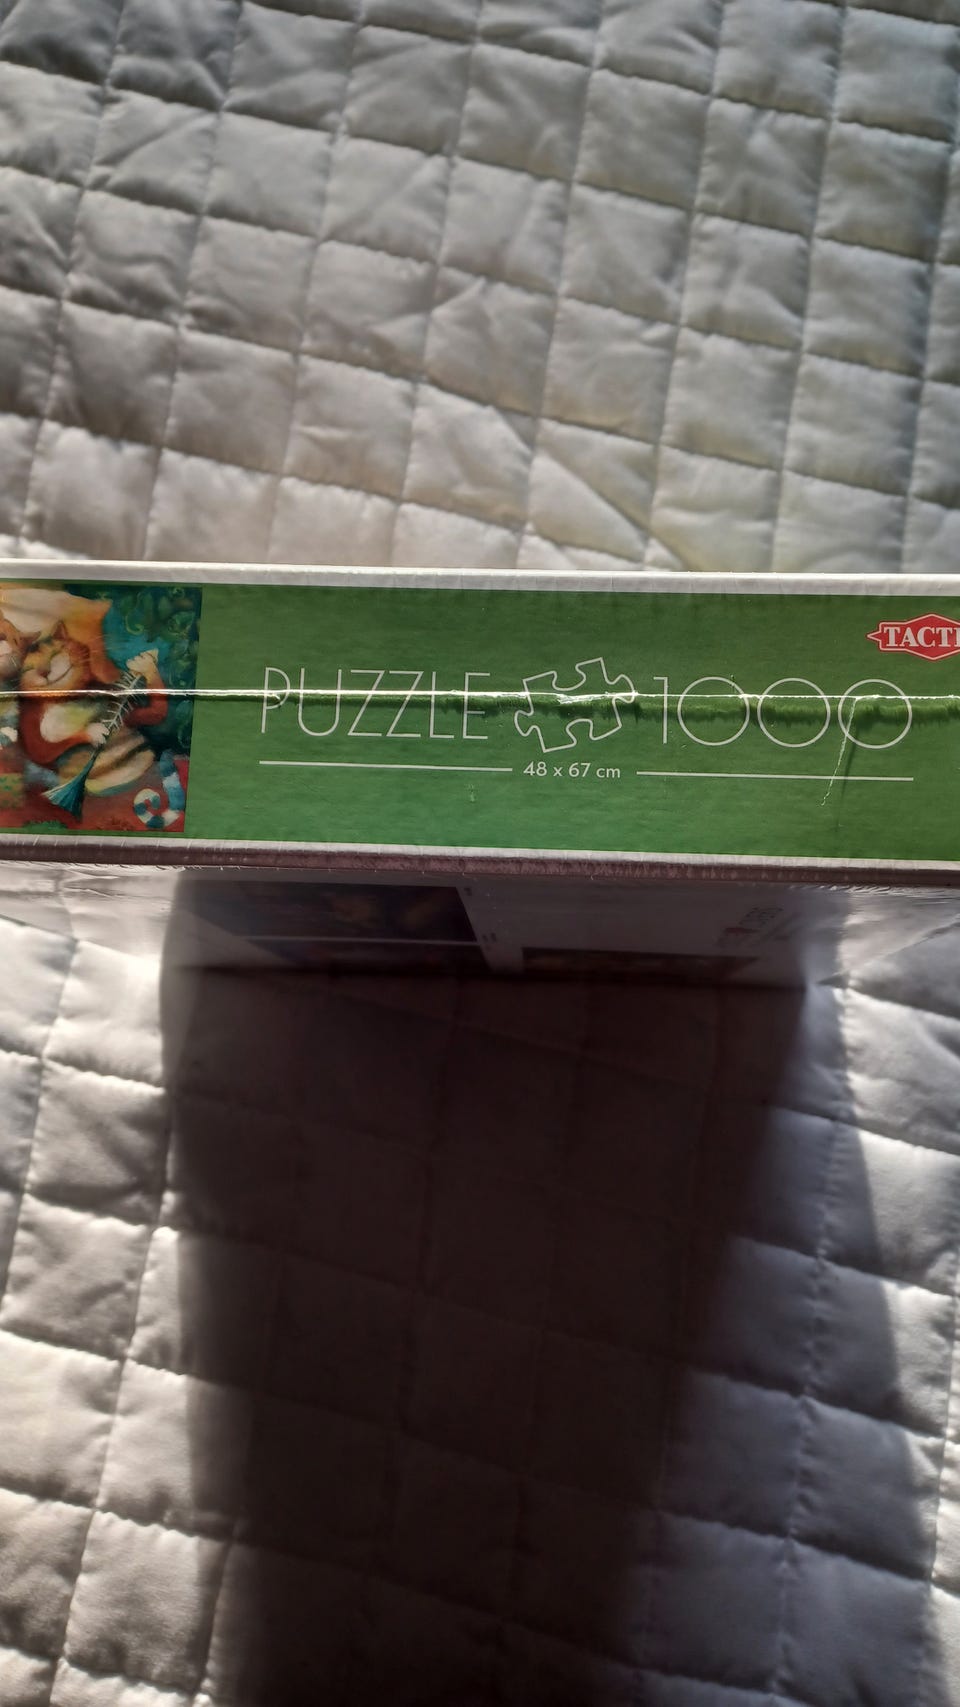 TACTI
PUZZLE 1000
48 x 67 cm